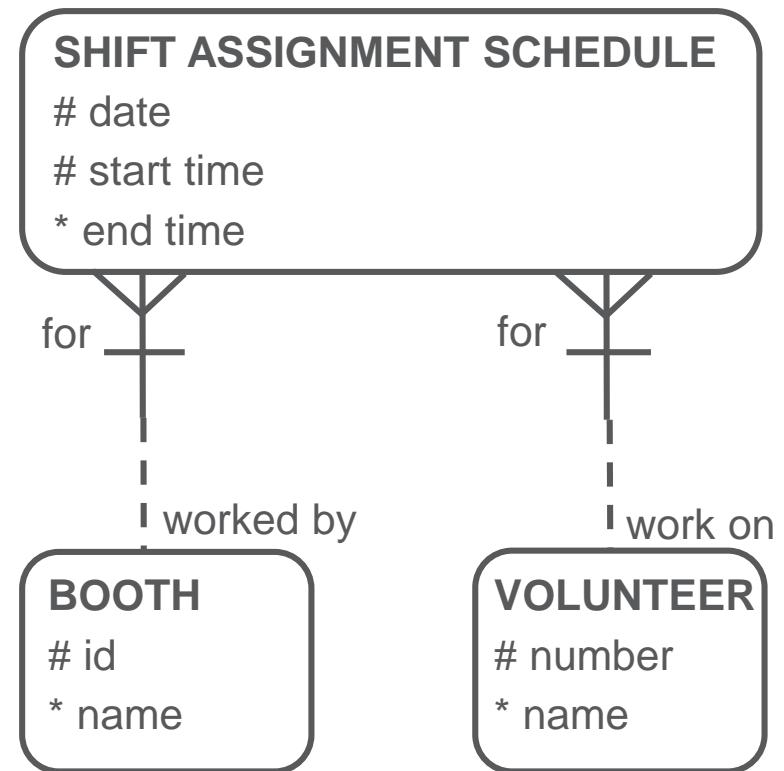 SHIFT ASSIGNMENT SCHEDULE
# date
# start time
* end time
for
for
worked by
work on
BOOTH
# id
* name
VOLUNTEER
# number
* name